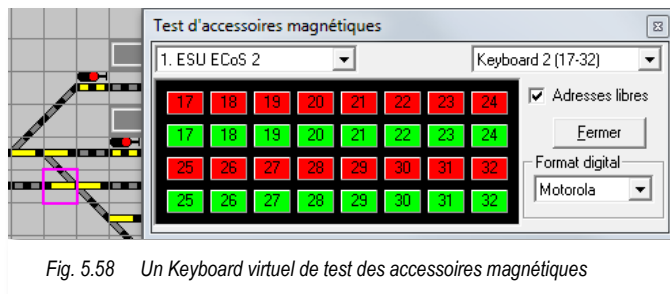 Test d'accessoires magnétiques
1. ESU ECoS 2
Keyboard 2 (17-32)
17 18 19 20 21 22 23 24
17 18 19 20 21 22 23 24
25 26 27 28 29 30 31 32
25 26 27 28 29 30 31 32
Adresses libres
Fermer
Format digital
Motorola
Fig. 5.58 Un Keyboard virtuel de test des accessoires magnétiques